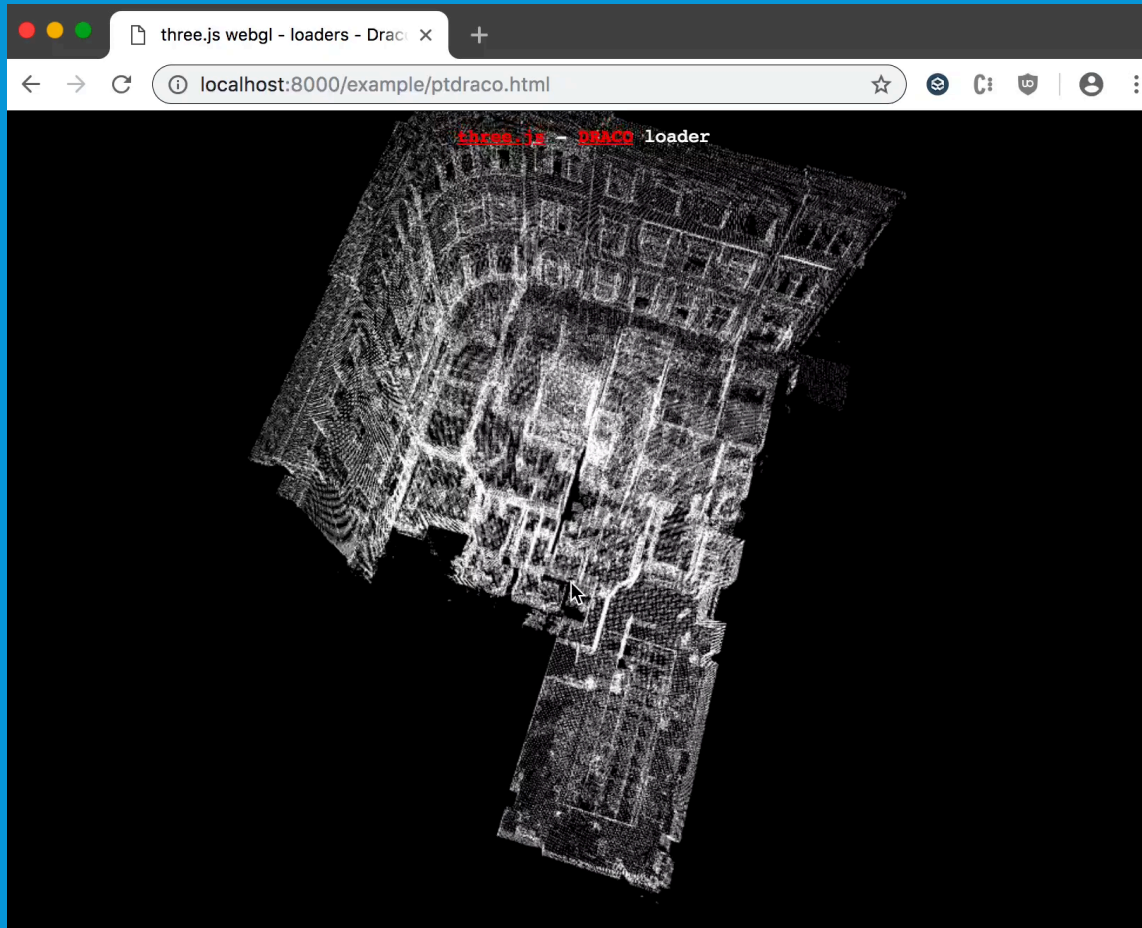 three.js webgl - loaders - Drac
localhost:8000/example/ptdraco.html
three.js - DRACO loader